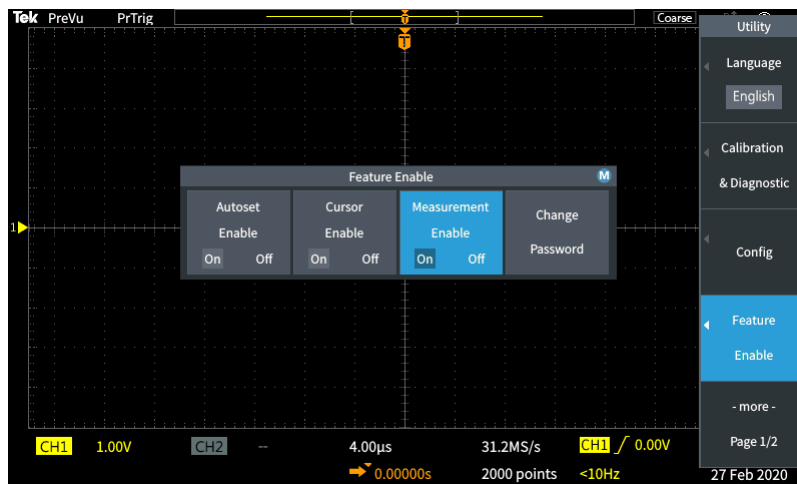 Tek PreVu PrTrig Coarse
T
T
Utility
Language
English
Calibration
& Diagnostic
Config
Feature
Enable
- more -
Page 1/2
Feature Enable M
Autoset
Enable
On Off
Cursor
Enable
On Off
Measurement
Enable
On Off
Change
Password
1
CH1 1.00V CH2 -- 4.00µs 31.2MS/s CH1 0.00V
0.00000s 2000 points <10Hz 27 Feb 2020